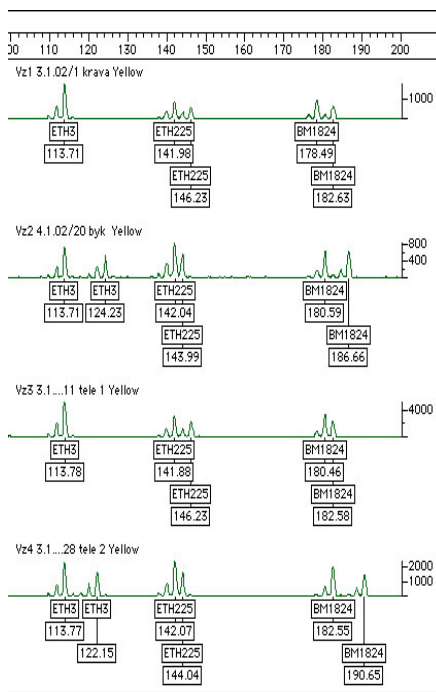 00 110 120 130 140 150 160 170 180 190 200
Vz1 3.1.02/1 krava Yellow
1000
ETH3 ETH225 BM1824
113.71 141.98 178.49
ETH225 BM1824
146.23 182.63
Vz2 4.1.02/20 byk Yellow
800
400
ETH3 ETH3 ETH225 BM1824
113.71 124.23 142.04 180.59
ETH225 BM1824
143.99 186.66
Vz3 3.1....11 tele 1 Yellow
4000
ETH3 ETH225 BM1824
113.78 141.88 180.46
ETH225 BM1824
146.23 182.58
Vz4 3.1....28 tele 2 Yellow
2000
1000
ETH3 ETH3 ETH225 BM1824
113.77 142.07 182.55
122.15 ETH225 BM1824
144.04 190.65